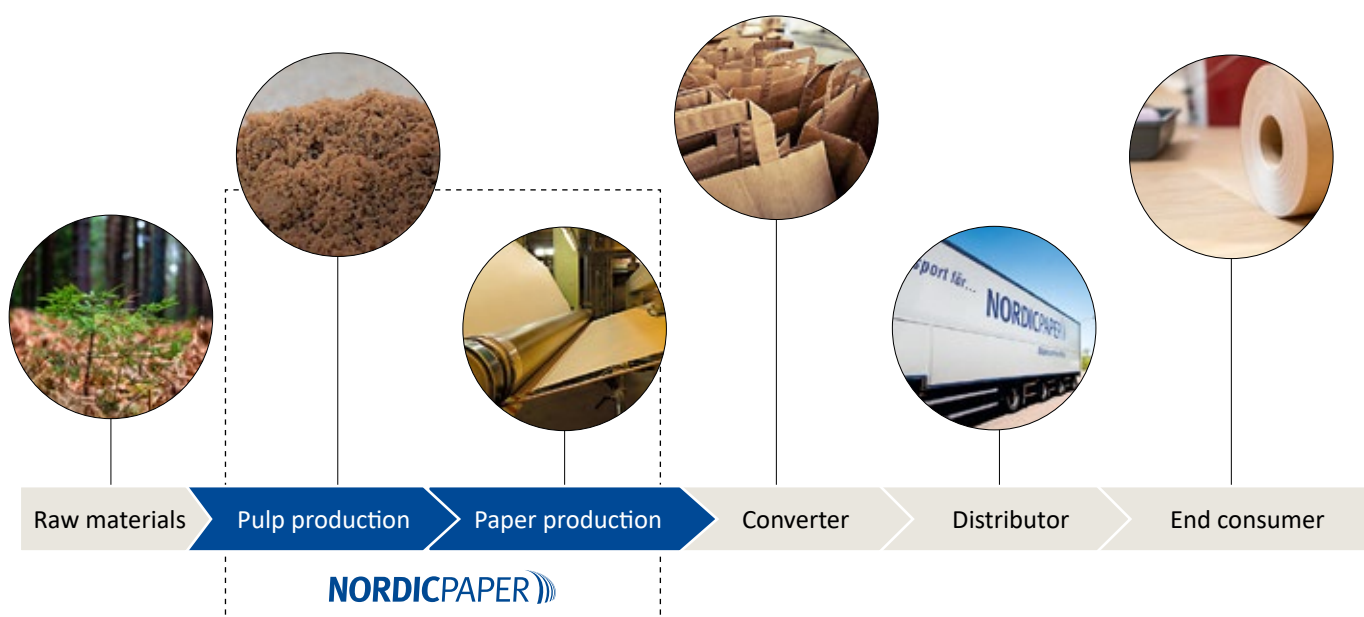 sport för...
NORDICPAPER
Raw materials
Pulp production
Paper production
Converter
Distributor
End consumer
NORDICPAPER